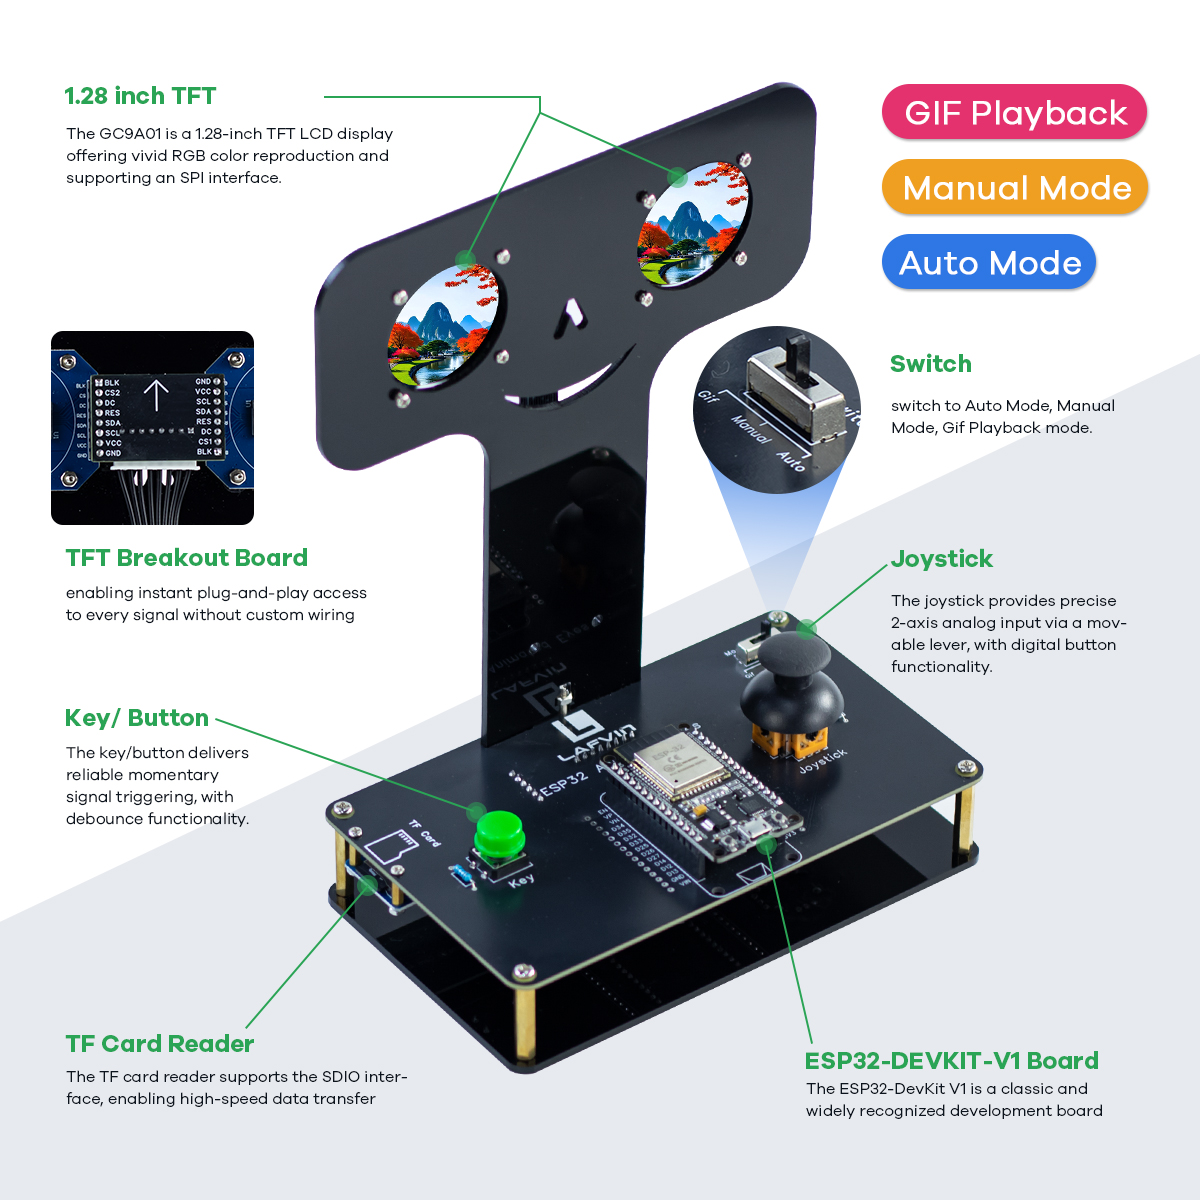 1.28 inch TFT
The GC9A01 is a 1.28-inch TFT LCD display
offering vivid RGB color reproduction and
supporting an SPI interface.
GIF Playback
Manual Mode
Auto Mode
Switch
switch to Auto Mode, Manual
Mode, Gif Playback mode.
Gif
Manual
Auto
BLK
CS2
DC
RES
SDA
SCL
VCC
GND
GND
VCC
SCL
SDA
RES
DC
CS1
BLK
TFT Breakout Board
enabling instant plug-and-play access
to every signal without custom wiring
Joystick
The joystick provides precise
2-axis analog input via a mov-
able lever, with digital button
functionality.
Key/ Button
The key/button delivers
reliable momentary
signal triggering, with
debounce functionality.
LAFVIN
ESP32
Joystick
TF Card
Key
TF Card Reader
The TF card reader supports the SDIO inter-
face, enabling high-speed data transfer
ESP32-DEVKIT-V1 Board
The ESP32-DevKit V1 is a classic and
widely recognized development board